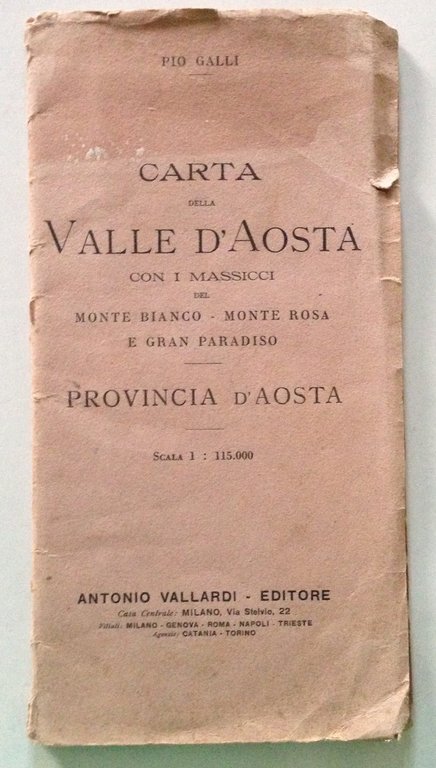 PIO GALLI
CARTA
DELLA
VALLE D'AOSTA
CON I MASSICCI
DEL
MONTE BIANCO - MONTE ROSA
E GRAN PARADISO
PROVINCIA D'AOSTA
SCALA 1 : 115.000
ANTONIO VALLARDI - EDITORE
Casa Centrale: MILANO, Via Stelvio, 22
Filiali: MILANO - GENOVA - ROMA - NAPOLI - TRIESTE
Agenzie: CATANIA - TORINO